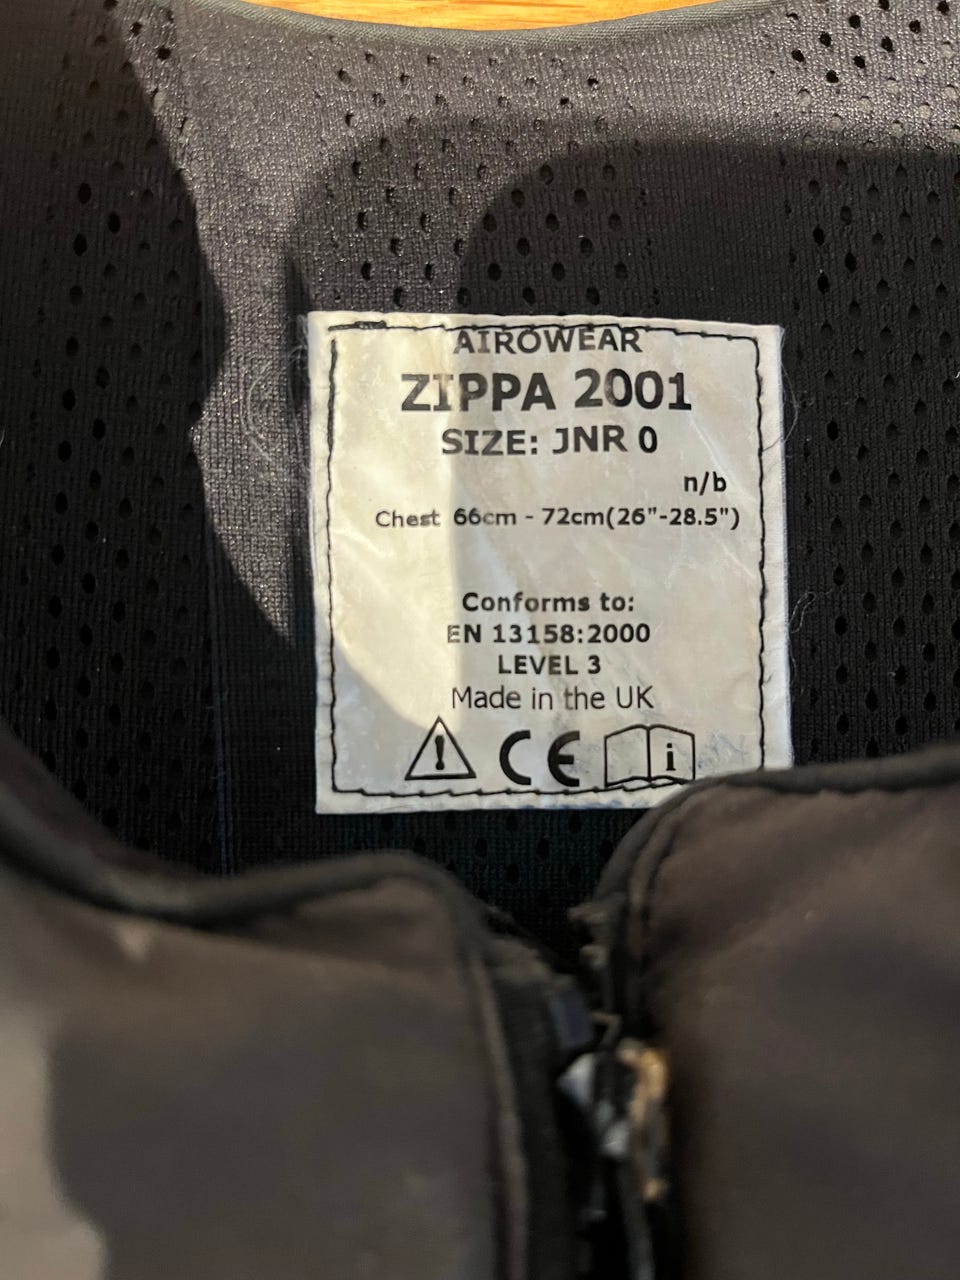 AIROWEAR
ZIPPA 2001
SIZE: JNR 0
n/b
Chest 66cm - 72cm(26"-28.5")
Conforms to:
EN 13158:2000
LEVEL 3
Made in the UK
! CE i